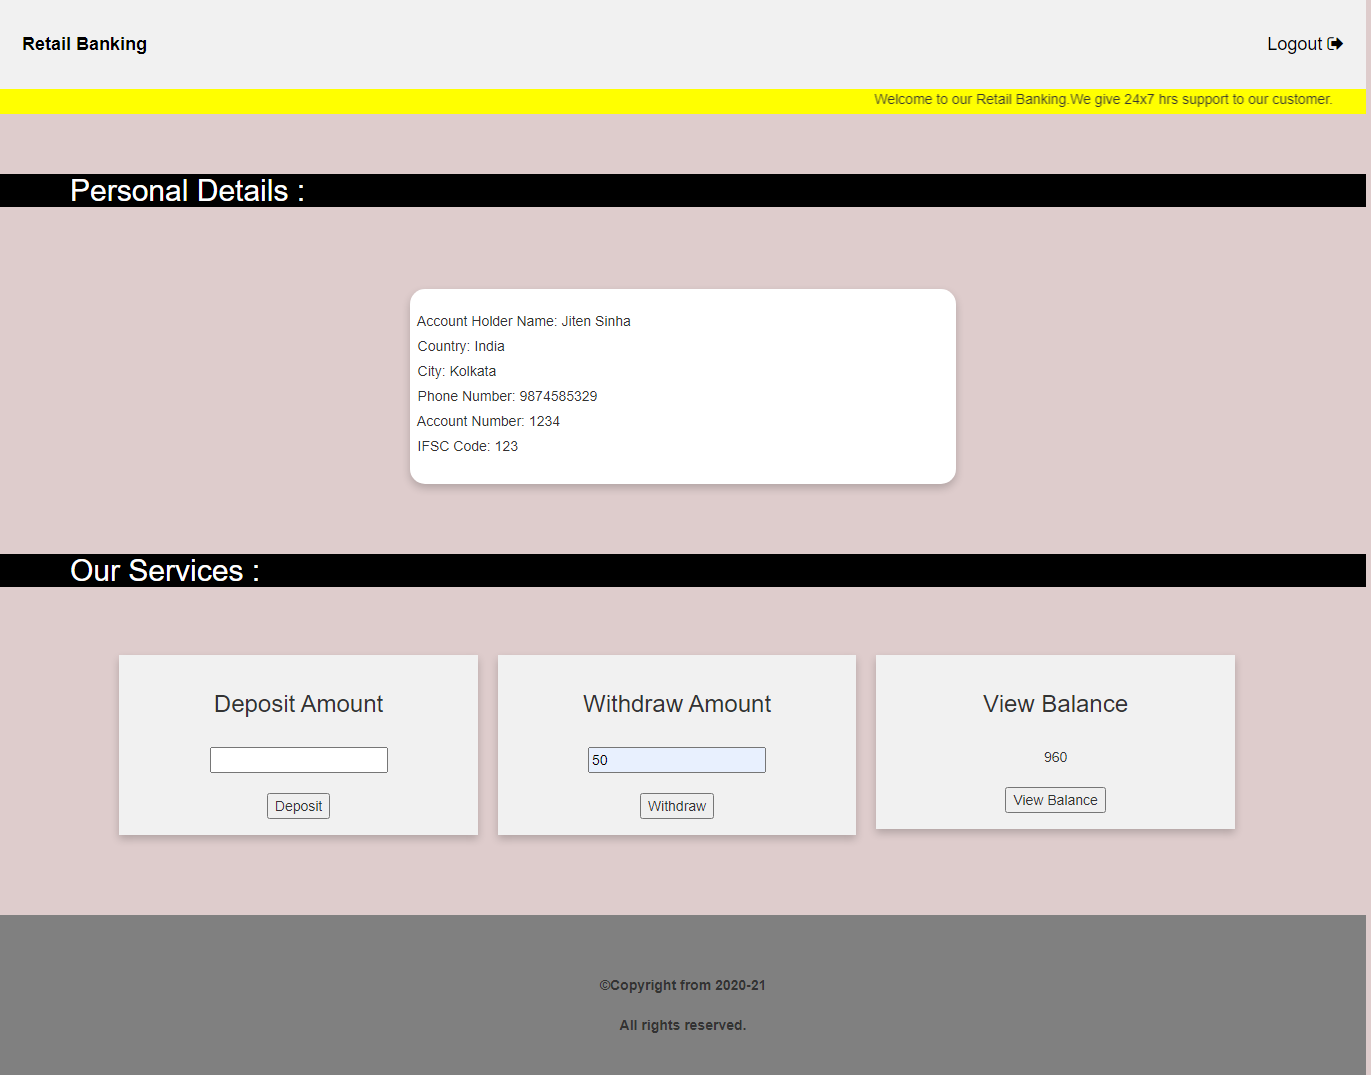 Retail Banking
Logout
Welcome to our Retail Banking.We give 24x7 hrs support to our customer.
Personal Details :
Account Holder Name: Jiten Sinha
Country: India
City: Kolkata
Phone Number: 9874585329
Account Number: 1234
IFSC Code: 123
Our Services :
Deposit Amount
Deposit
Withdraw Amount
50
Withdraw
View Balance
960
View Balance
©Copyright from 2020-21
All rights reserved.